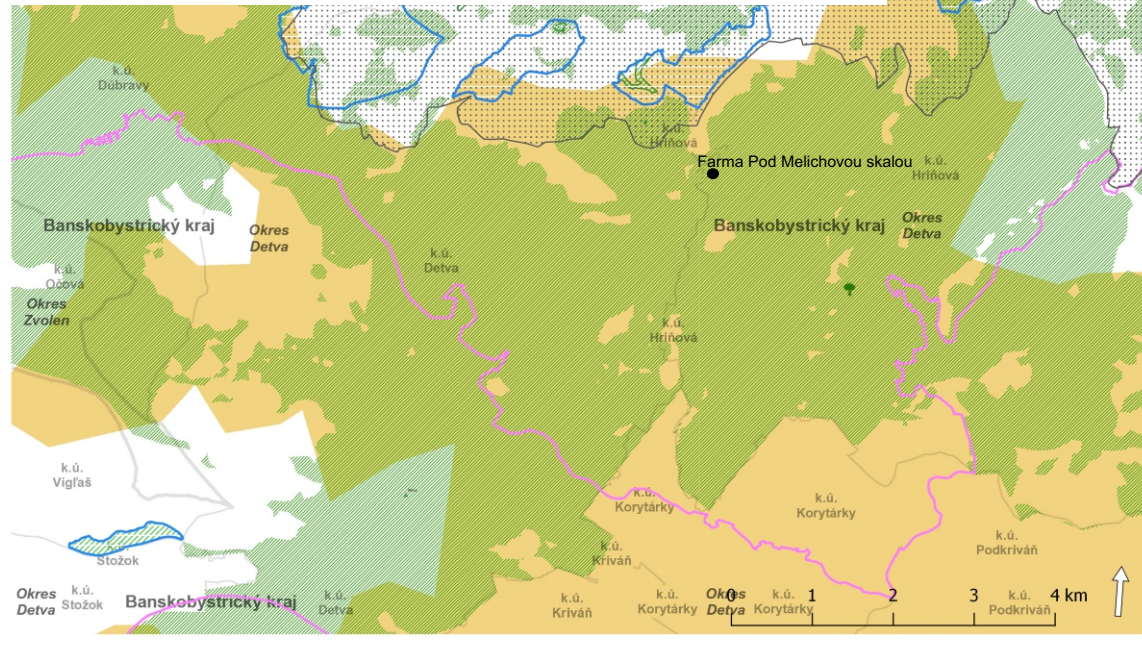 k.ú.
Dúbravy
k.ú.
Hriňová
Farma Pod Melichovou skalou
k.ú.
Hriňová
Banskobystrický kraj
Okres
Detva
Banskobystrický kraj
Okres
Detva
k.ú.
Detva
k.ú.
Očová
Okres
Zvolen
k.ú.
Hriňová
k.ú.
Vigľaš
k.ú.
Korytárky
k.ú.
Korytárky
k.ú.
Stožok
k.ú.
Kriváň
k.ú.
Podkriváň
Okres
Detva
k.ú.
Stožok
Banskobystrický kraj
k.ú.
Detva
k.ú.
Kriváň
k.ú.
Korytárky
Okres
Detva
k.ú.
Korytárky
k.ú.
Podkriváň
0 1 2 3 4 km